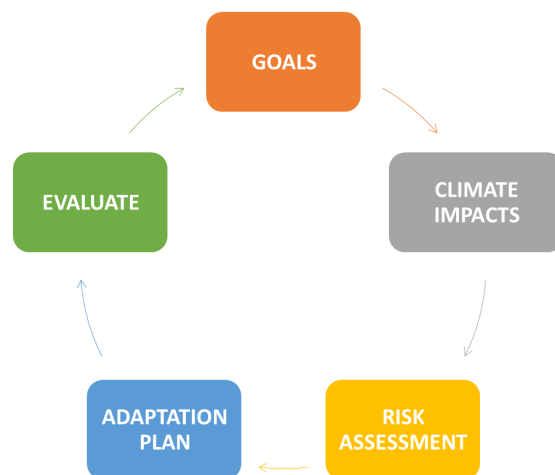 GOALS
CLIMATE
IMPACTS
RISK
ASSESSMENT
ADAPTATION
PLAN
EVALUATE